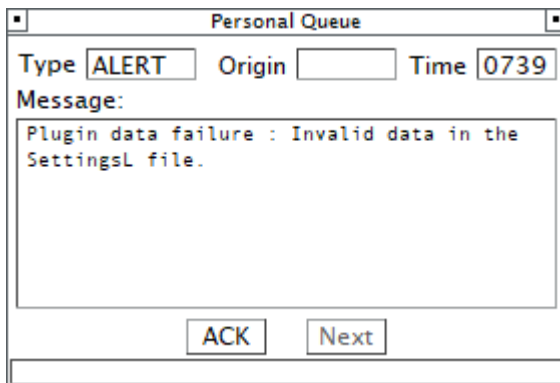 Personal Queue
Type ALERT Origin Time 0739
Message:
Plugin data failure : Invalid data in the
SettingsL file.
ACK Next